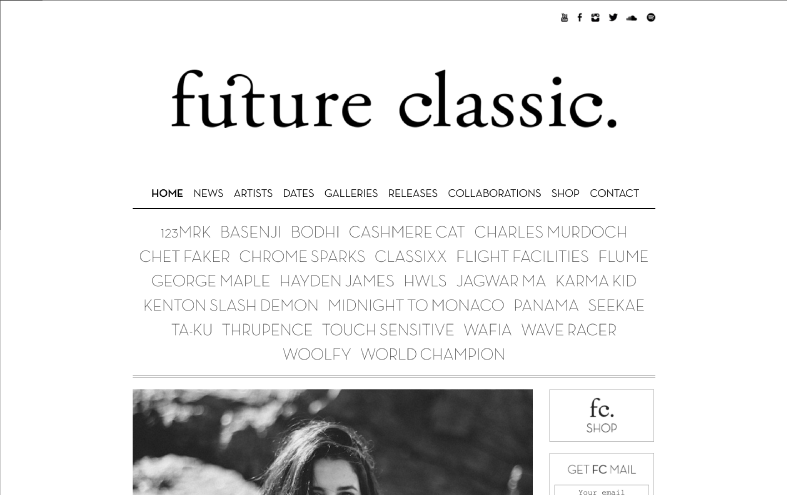 future classic.
HOME NEWS ARTISTS DATES GALLERIES RELEASES COLLABORATIONS SHOP CONTACT
123MRK BASENJI BODHI CASHMERE CAT CHARLES MURDOCH
CHET FAKER CHROME SPARKS CLASSIXX FLIGHT FACILITIES FLUME
GEORGE MAPLE HAYDEN JAMES HWLS JAGWAR MA KARMA KID
KENTON SLASH DEMON MIDNIGHT TO MONACO PANAMA SEEKAE
TA-KU THRUPENCE TOUCH SENSITIVE WAFIA WAVE RACER
WOOLFY WORLD CHAMPION
fc.
SHOP
GET FC MAIL
Your email